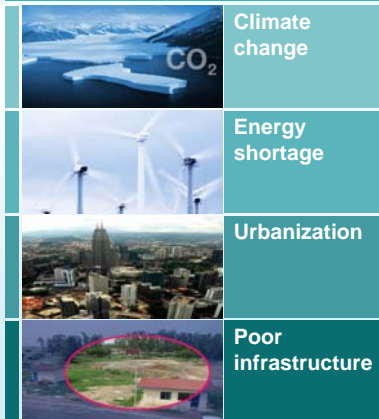 Climate
change
CO₂
Energy
shortage
Urbanization
Poor
infrastructure